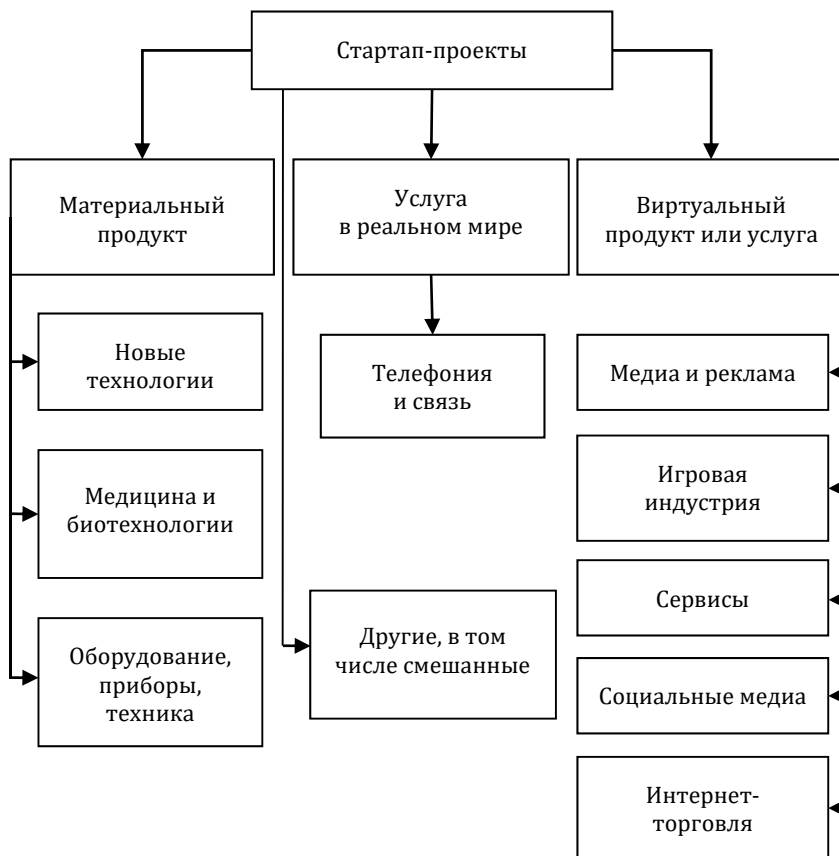 Стартап-проекты
Материальный
продукт
Услуга
в реальном мире
Виртуальный
продукт или услуга
Новые
технологии
Телефония
и связь
Медиа и реклама
Медицина и
биотехнологии
Игровая
индустрия
Сервисы
Оборудование,
приборы,
техника
Другие, в том
числе смешанные
Социальные медиа
Интернет-
торговля